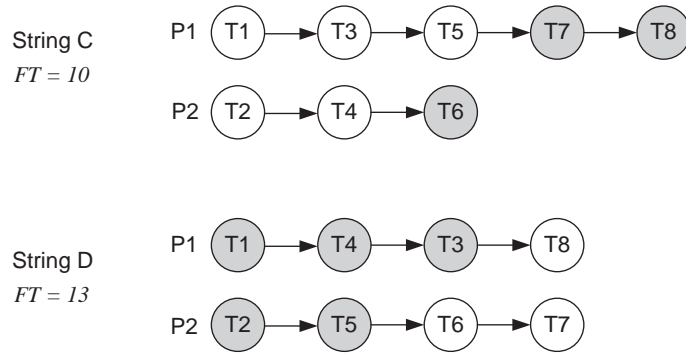 String C
FT = 10
P1 T1 T3 T5 T7 T8
P2 T2 T4 T6
String D
FT = 13
P1 T1 T4 T3 T8
P2 T2 T5 T6 T7